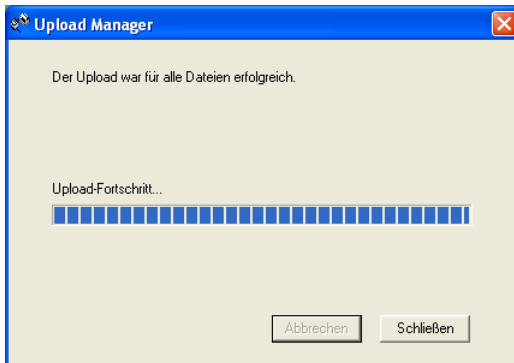 Upload Manager
Der Upload war für alle Dateien erfolgreich.
Upload-Fortschritt...
Abbrechen
Schließen